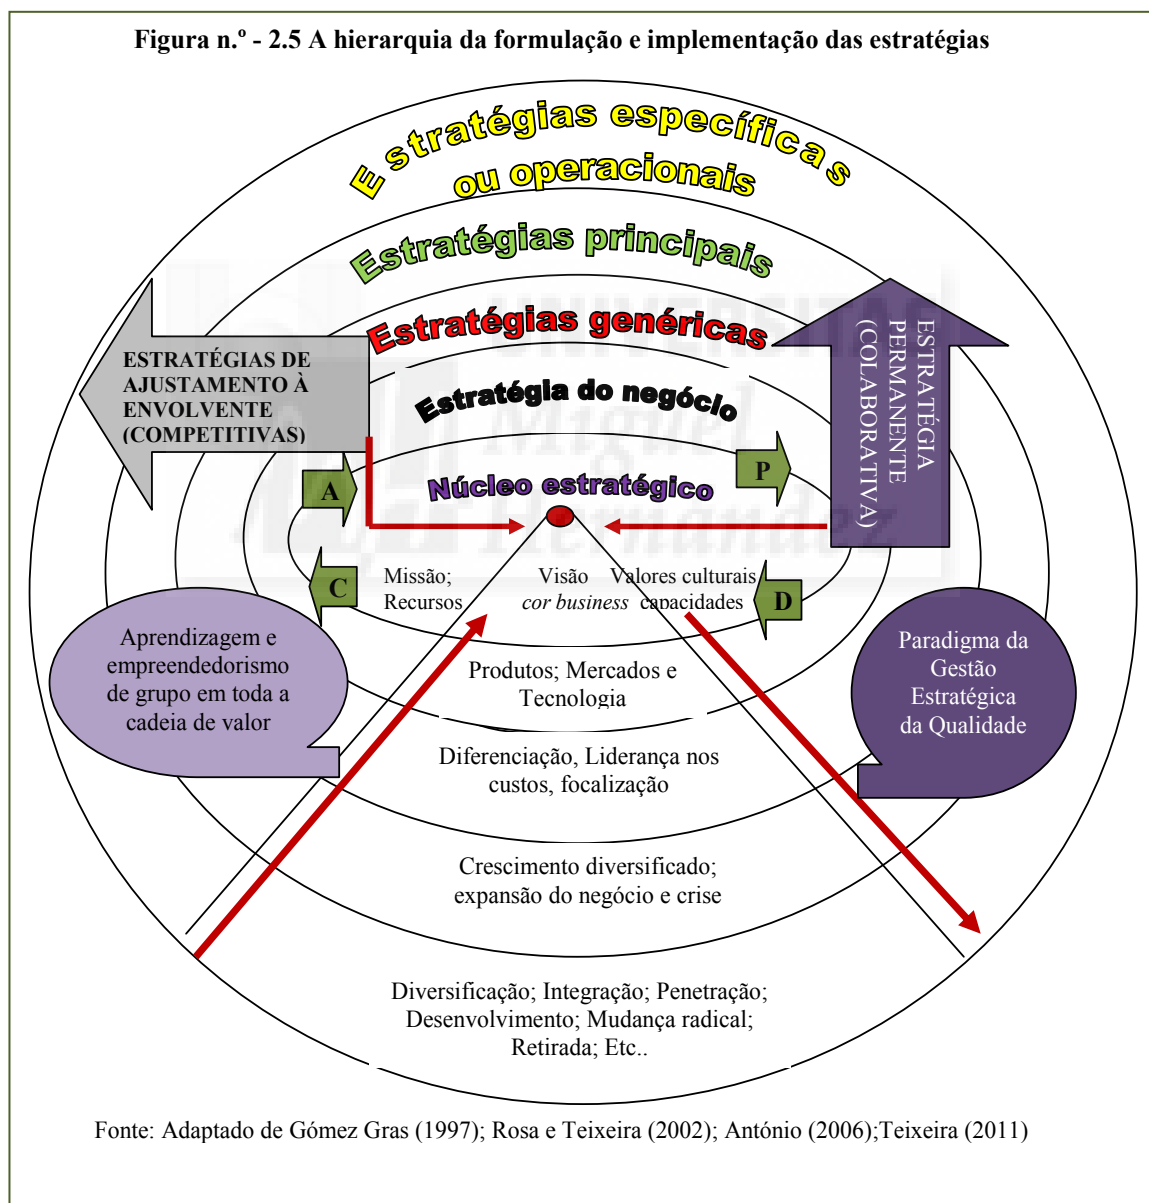 Figura n.º - 2.5 A hierarquia da formulação e implementação das estratégias
E stratégias específicas
ou operacionais
Estratégias principais
Estratégias genéricas
Estratégia do negócio
Núcleo estratégico
ESTRATÉGIAS DE
AJUSTAMENTO À
ENVOLVENTE
(COMPETITIVAS)
ESTRATÉGIA
PERMANENTE
(COLABORATIVA)
UNIVERSITAS
Miguel
Hernández
A
P
C
D
Missão;
Recursos
Visão
cor business
Valores culturais
capacidades
Aprendizagem e
empreendedorismo
de grupo em toda a
cadeia de valor
Paradigma da
Gestão
Estratégica
da Qualidade
Produtos; Mercados e
Tecnologia
Diferenciação, Liderança nos
custos, focalização
Crescimento diversificado;
expansão do negócio e crise
Diversificação; Integração; Penetração;
Desenvolvimento; Mudança radical;
Retirada; Etc..
Fonte: Adaptado de Gómez Gras (1997); Rosa e Teixeira (2002); António (2006);Teixeira (2011)